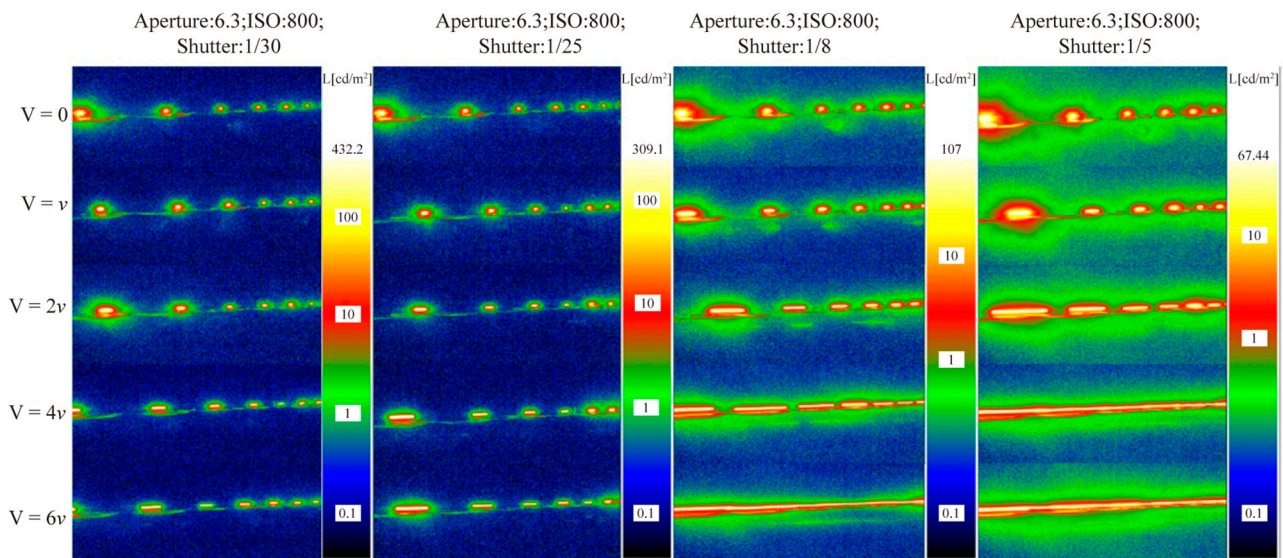 Aperture:6.3;ISO:800;
Shutter:1/30
Aperture:6.3;ISO:800;
Shutter:1/25
Aperture:6.3;ISO:800;
Shutter:1/8
Aperture:6.3;ISO:800;
Shutter:1/5
L[cd/m²]
L[cd/m²]
L[cd/m²]
L[cd/m²]
V = 0
432.2
309.1
107
67.44
V = v
100
100
10
10
V = 2v
10
10
1
1
V = 4v
1
1
V = 6v
0.1
0.1
0.1
0.1